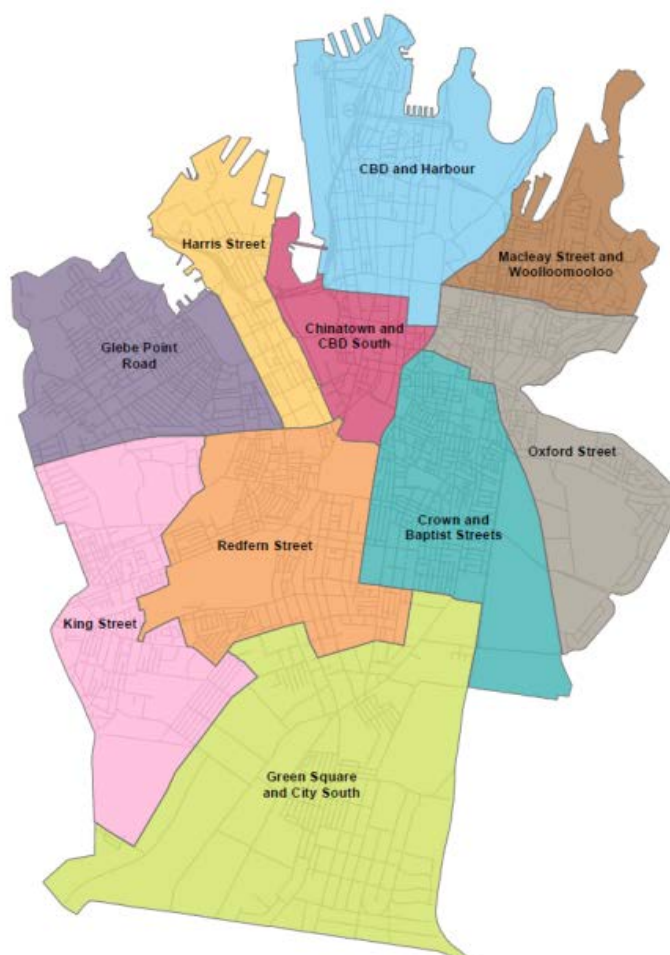 CBD and Harbour
Harris Street
Macleay Street and
Woolloomooloo
Chinatown and
CBD South
Glebe Point
Road
Oxford Street
Crown and
Baptist Streets
Redfern Street
King Street
Green Square
and City South